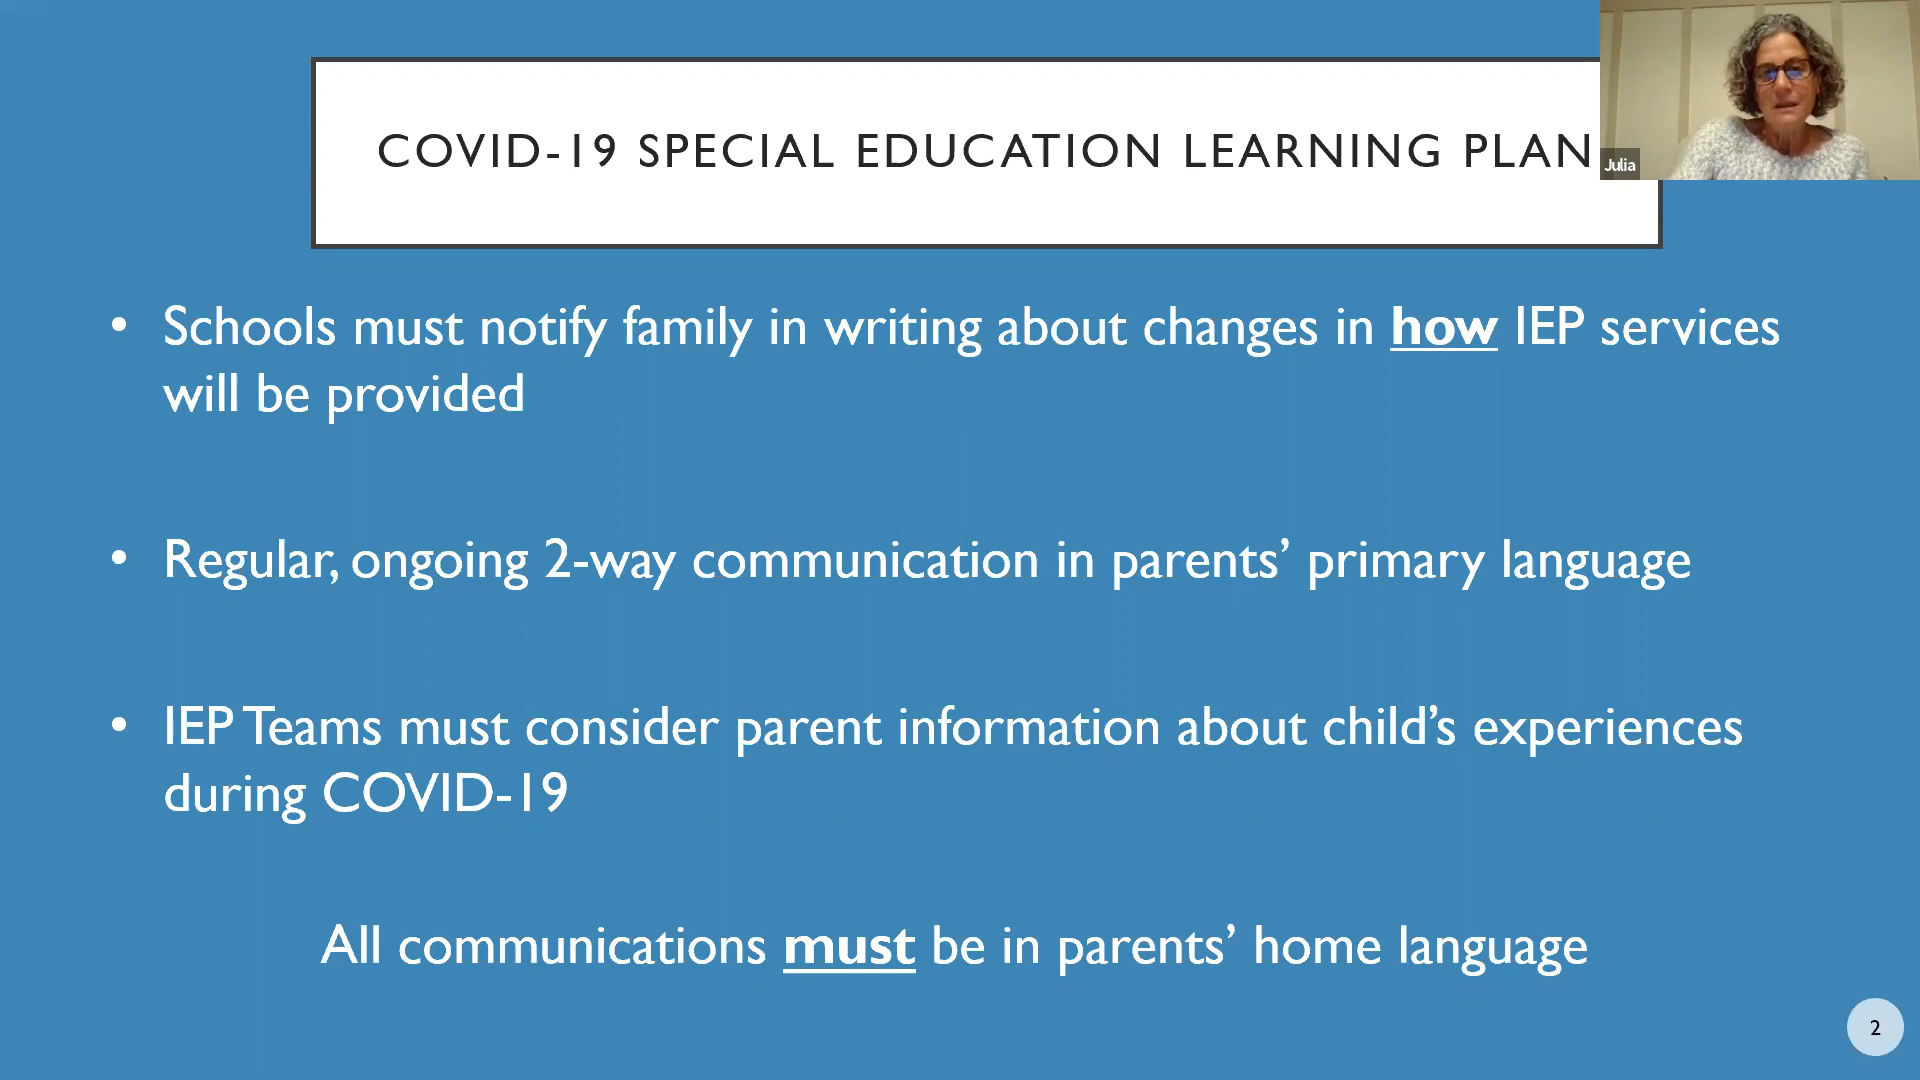 COVID-19 SPECIAL EDUCATION LEARNING PLAN
Julia
• Schools must notify family in writing about changes in how IEP services
will be provided
• Regular, ongoing 2-way communication in parents’ primary language
• IEP Teams must consider parent information about child’s experiences
during COVID-19
All communications must be in parents’ home language
2